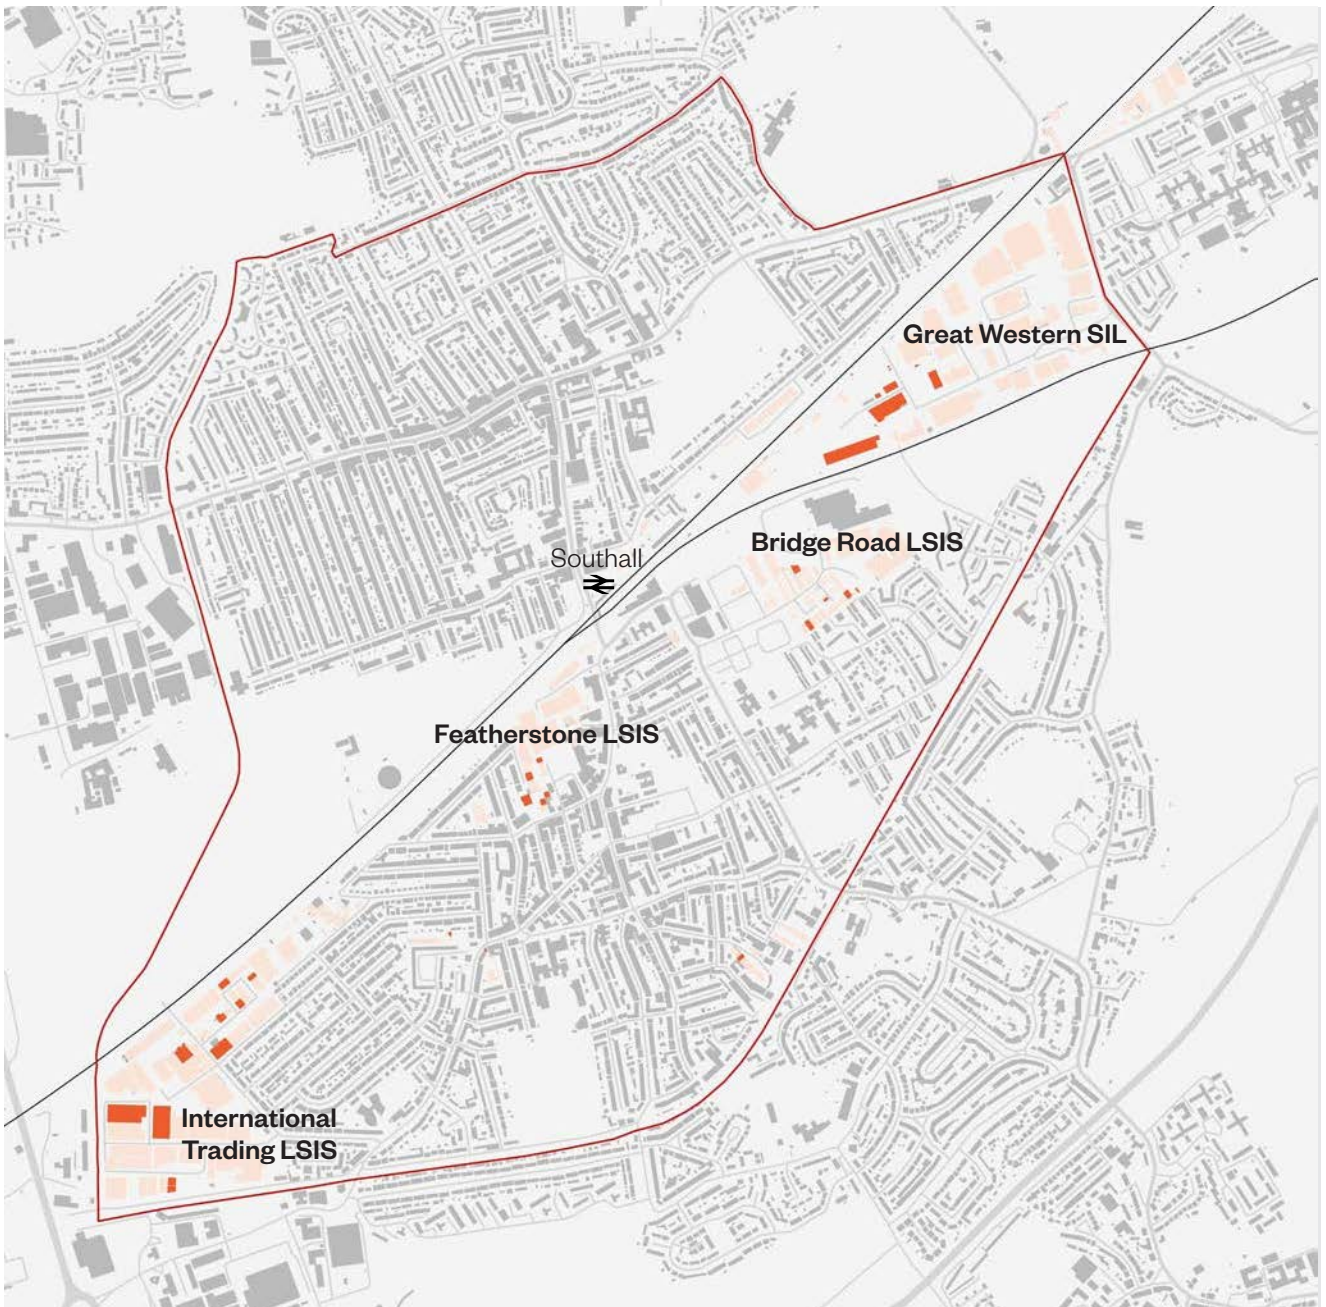 Great Western SIL
Bridge Road LSIS
Southall
Featherstone LSIS
International
Trading LSIS